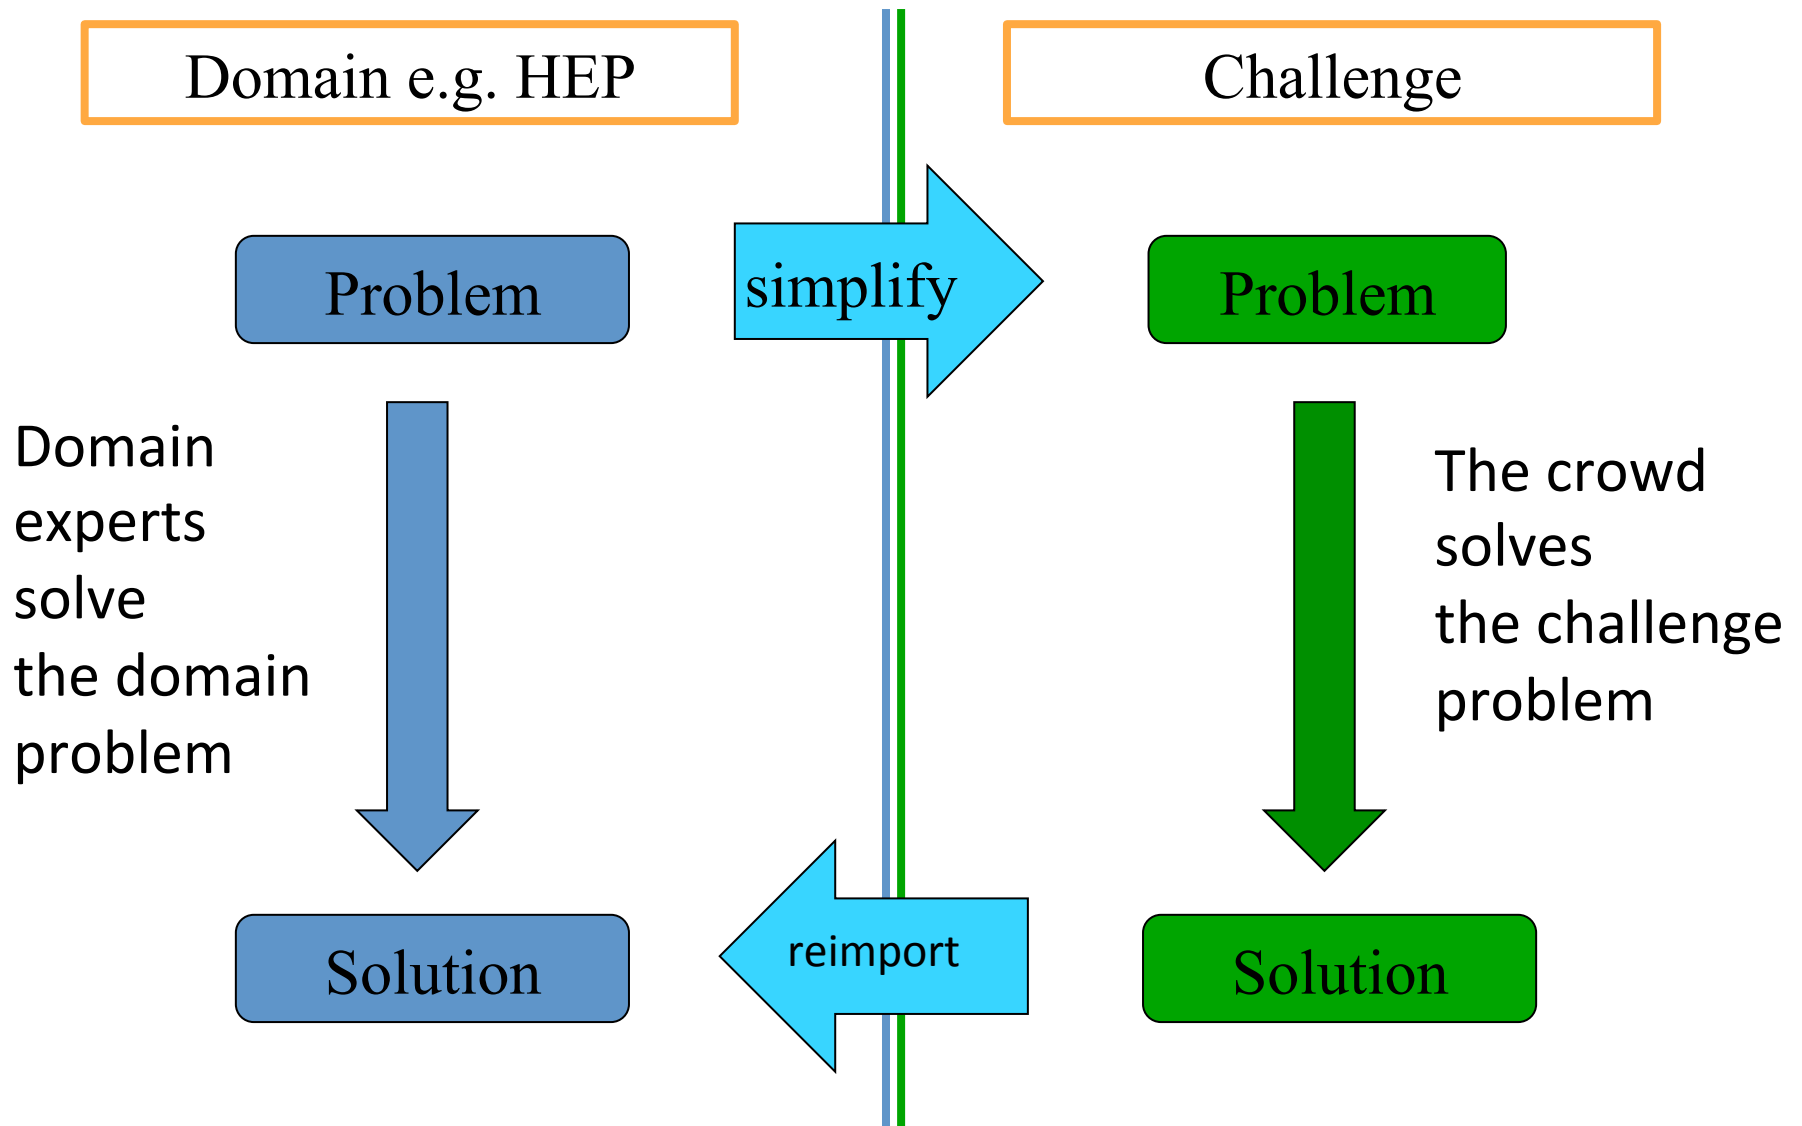 Domain e.g. HEP
Challenge
Problem
simplify
Problem
Domain
experts
solve
the domain
problem
The crowd
solves
the challenge
problem
reimport
Solution
Solution